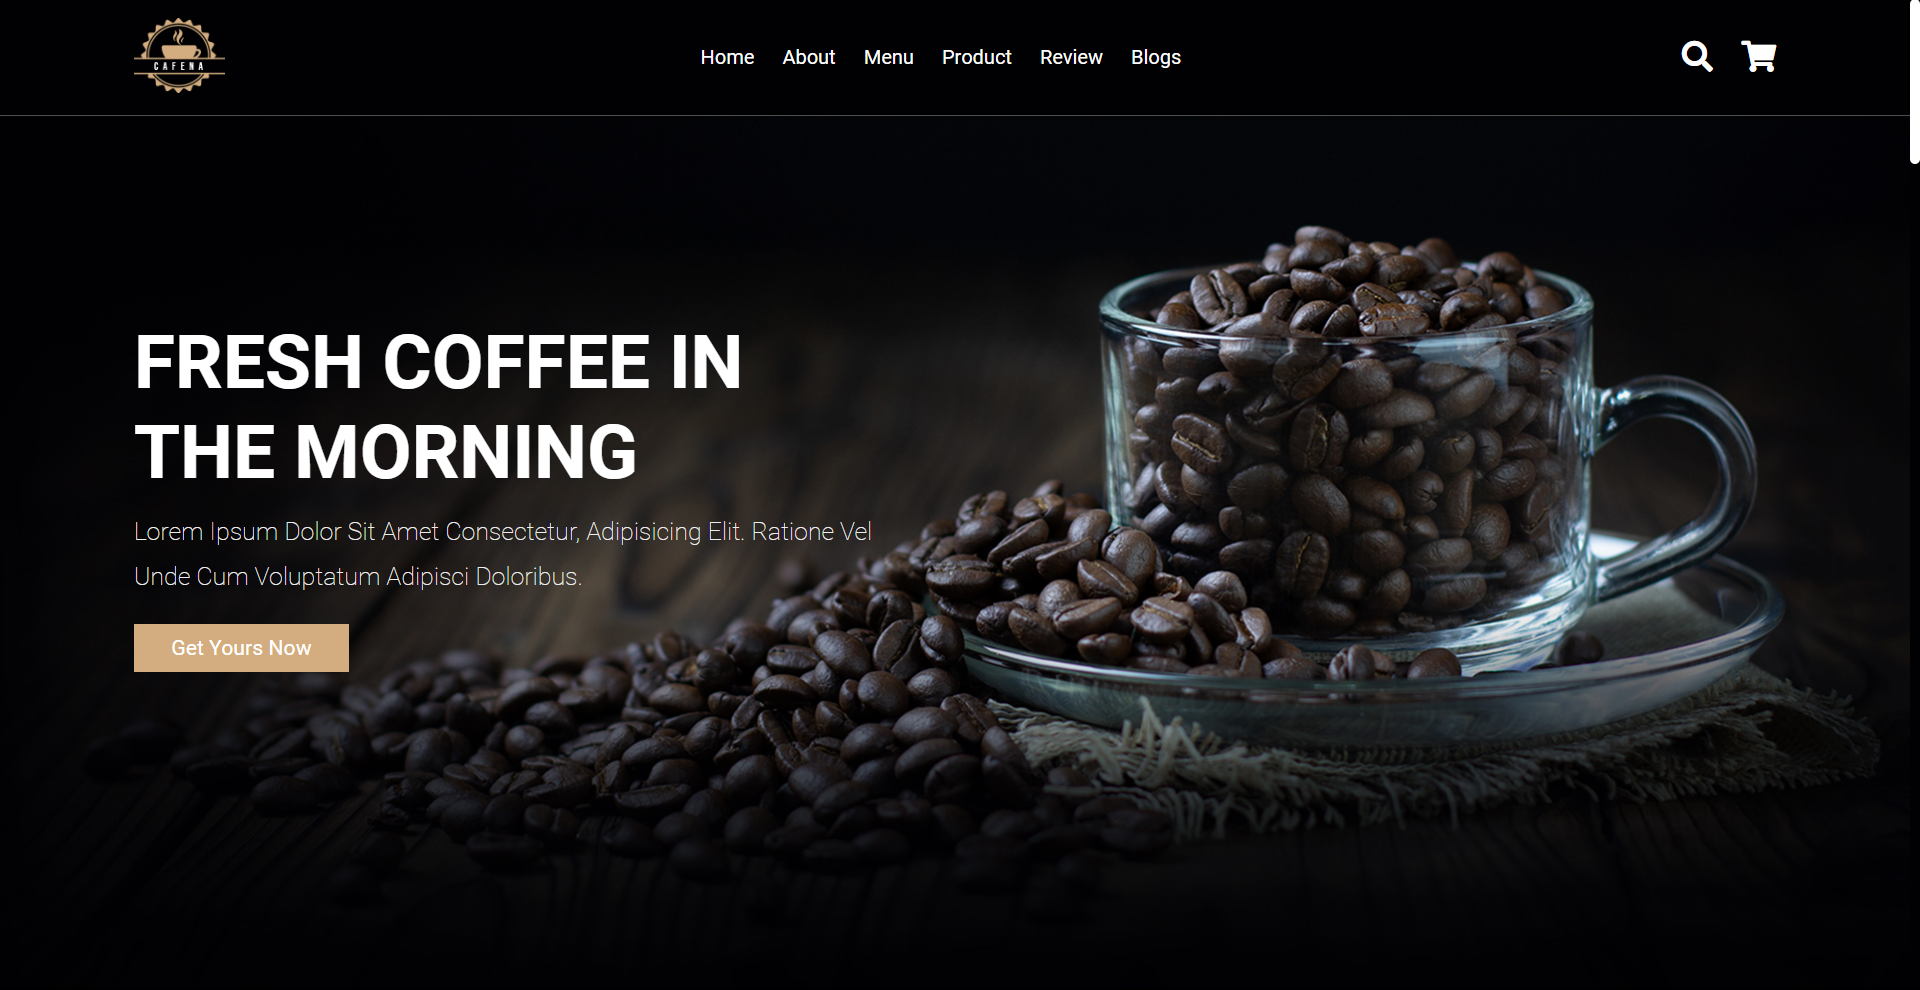 CAFENA
Home About Menu Product Review Blogs
FRESH COFFEE IN
THE MORNING
Lorem Ipsum Dolor Sit Amet Consectetur, Adipisicing Elit. Ratione Vel
Unde Cum Voluptatum Adipisci Doloribus.
Get Yours Now